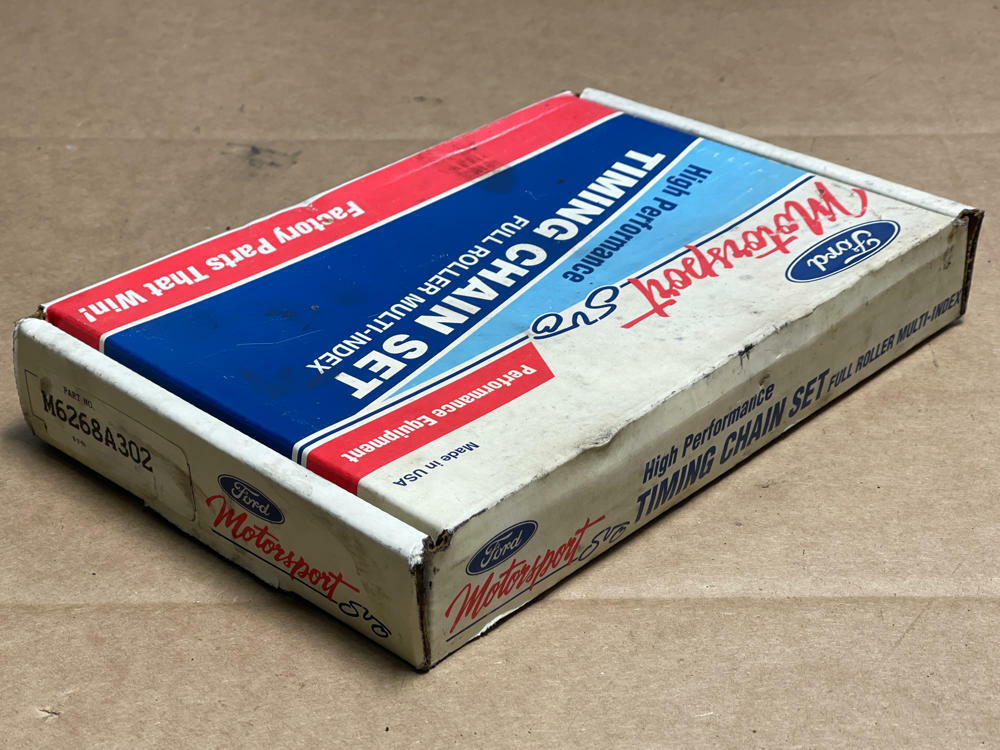 Factory Parts That Win!
TIMING CHAIN SET
FULL ROLLER MULTI-INDEX
High Performance
Ford
Motorsport
SVO
Performance Equipment
Made in USA
PART NO.
M6268A302
Ford
Motorsport
SVO
Ford
Motorsport
SVO
High Performance
TIMING CHAIN SET FULL ROLLER MULTI-INDEX